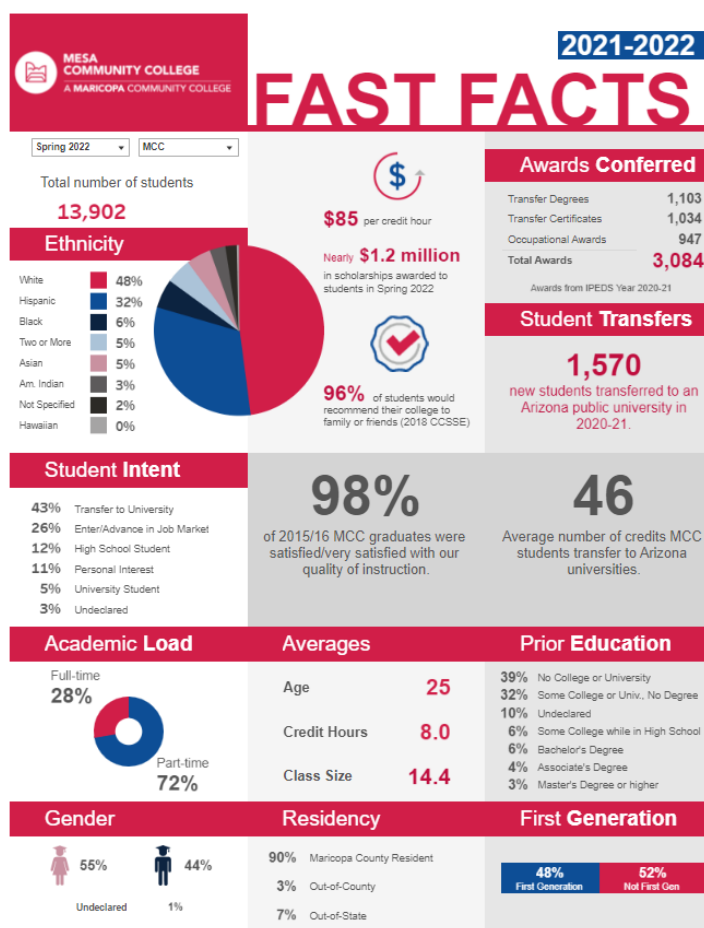 MESA
COMMUNITY COLLEGE
A MARICOPA COMMUNITY COLLEGE
2021-2022
FAST FACTS
Spring 2022
MCC
Total number of students
13,902
Ethnicity
White 48%
Hispanic 32%
Black 6%
Two or More 5%
Asian 5%
Am. Indian 3%
Not Specified 2%
Hawaiian 0%
$
$85 per credit hour
Nearly $1.2 million
in scholarships awarded to
students in Spring 2022
96% of students would
recommend their college to
family or friends (2018 CCSSE)
Awards Conferred
Transfer Degrees 1,103
Transfer Certificates 1,034
Occupational Awards 947
Total Awards 3,084
Awards from IPEDS Year 2020-21
Student Transfers
1,570
new students transferred to an
Arizona public university in
2020-21.
Student Intent
43% Transfer to University
26% Enter/Advance in Job Market
12% High School Student
11% Personal Interest
5% University Student
3% Undeclared
98%
of 2015/16 MCC graduates were
satisfied/very satisfied with our
quality of instruction.
46
Average number of credits MCC
students transfer to Arizona
universities.
Academic Load
Full-time
28%
Part-time
72%
Averages
Age 25
Credit Hours 8.0
Class Size 14.4
Prior Education
39% No College or University
32% Some College or Univ., No Degree
10% Undeclared
6% Some College while in High School
6% Bachelor's Degree
4% Associate's Degree
3% Master's Degree or higher
Gender
55%
44%
Undeclared 1%
Residency
90% Maricopa County Resident
3% Out-of-County
7% Out-of-State
First Generation
48%
First Generation
52%
Not First Gen